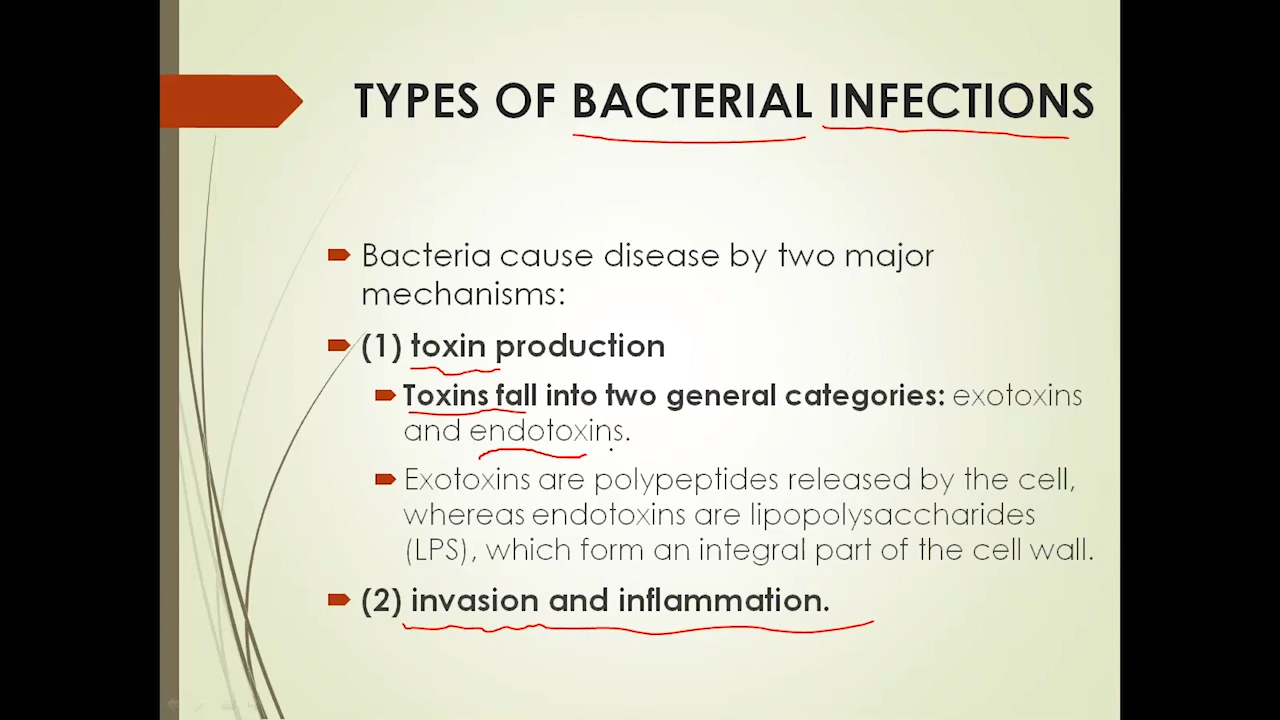 TYPES OF BACTERIAL INFECTIONS
Bacteria cause disease by two major
mechanisms:
(1) toxin production
Toxins fall into two general categories: exotoxins
and endotoxins.
Exotoxins are polypeptides released by the cell,
whereas endotoxins are lipopolysaccharides
(LPS), which form an integral part of the cell wall.
(2) invasion and inflammation.